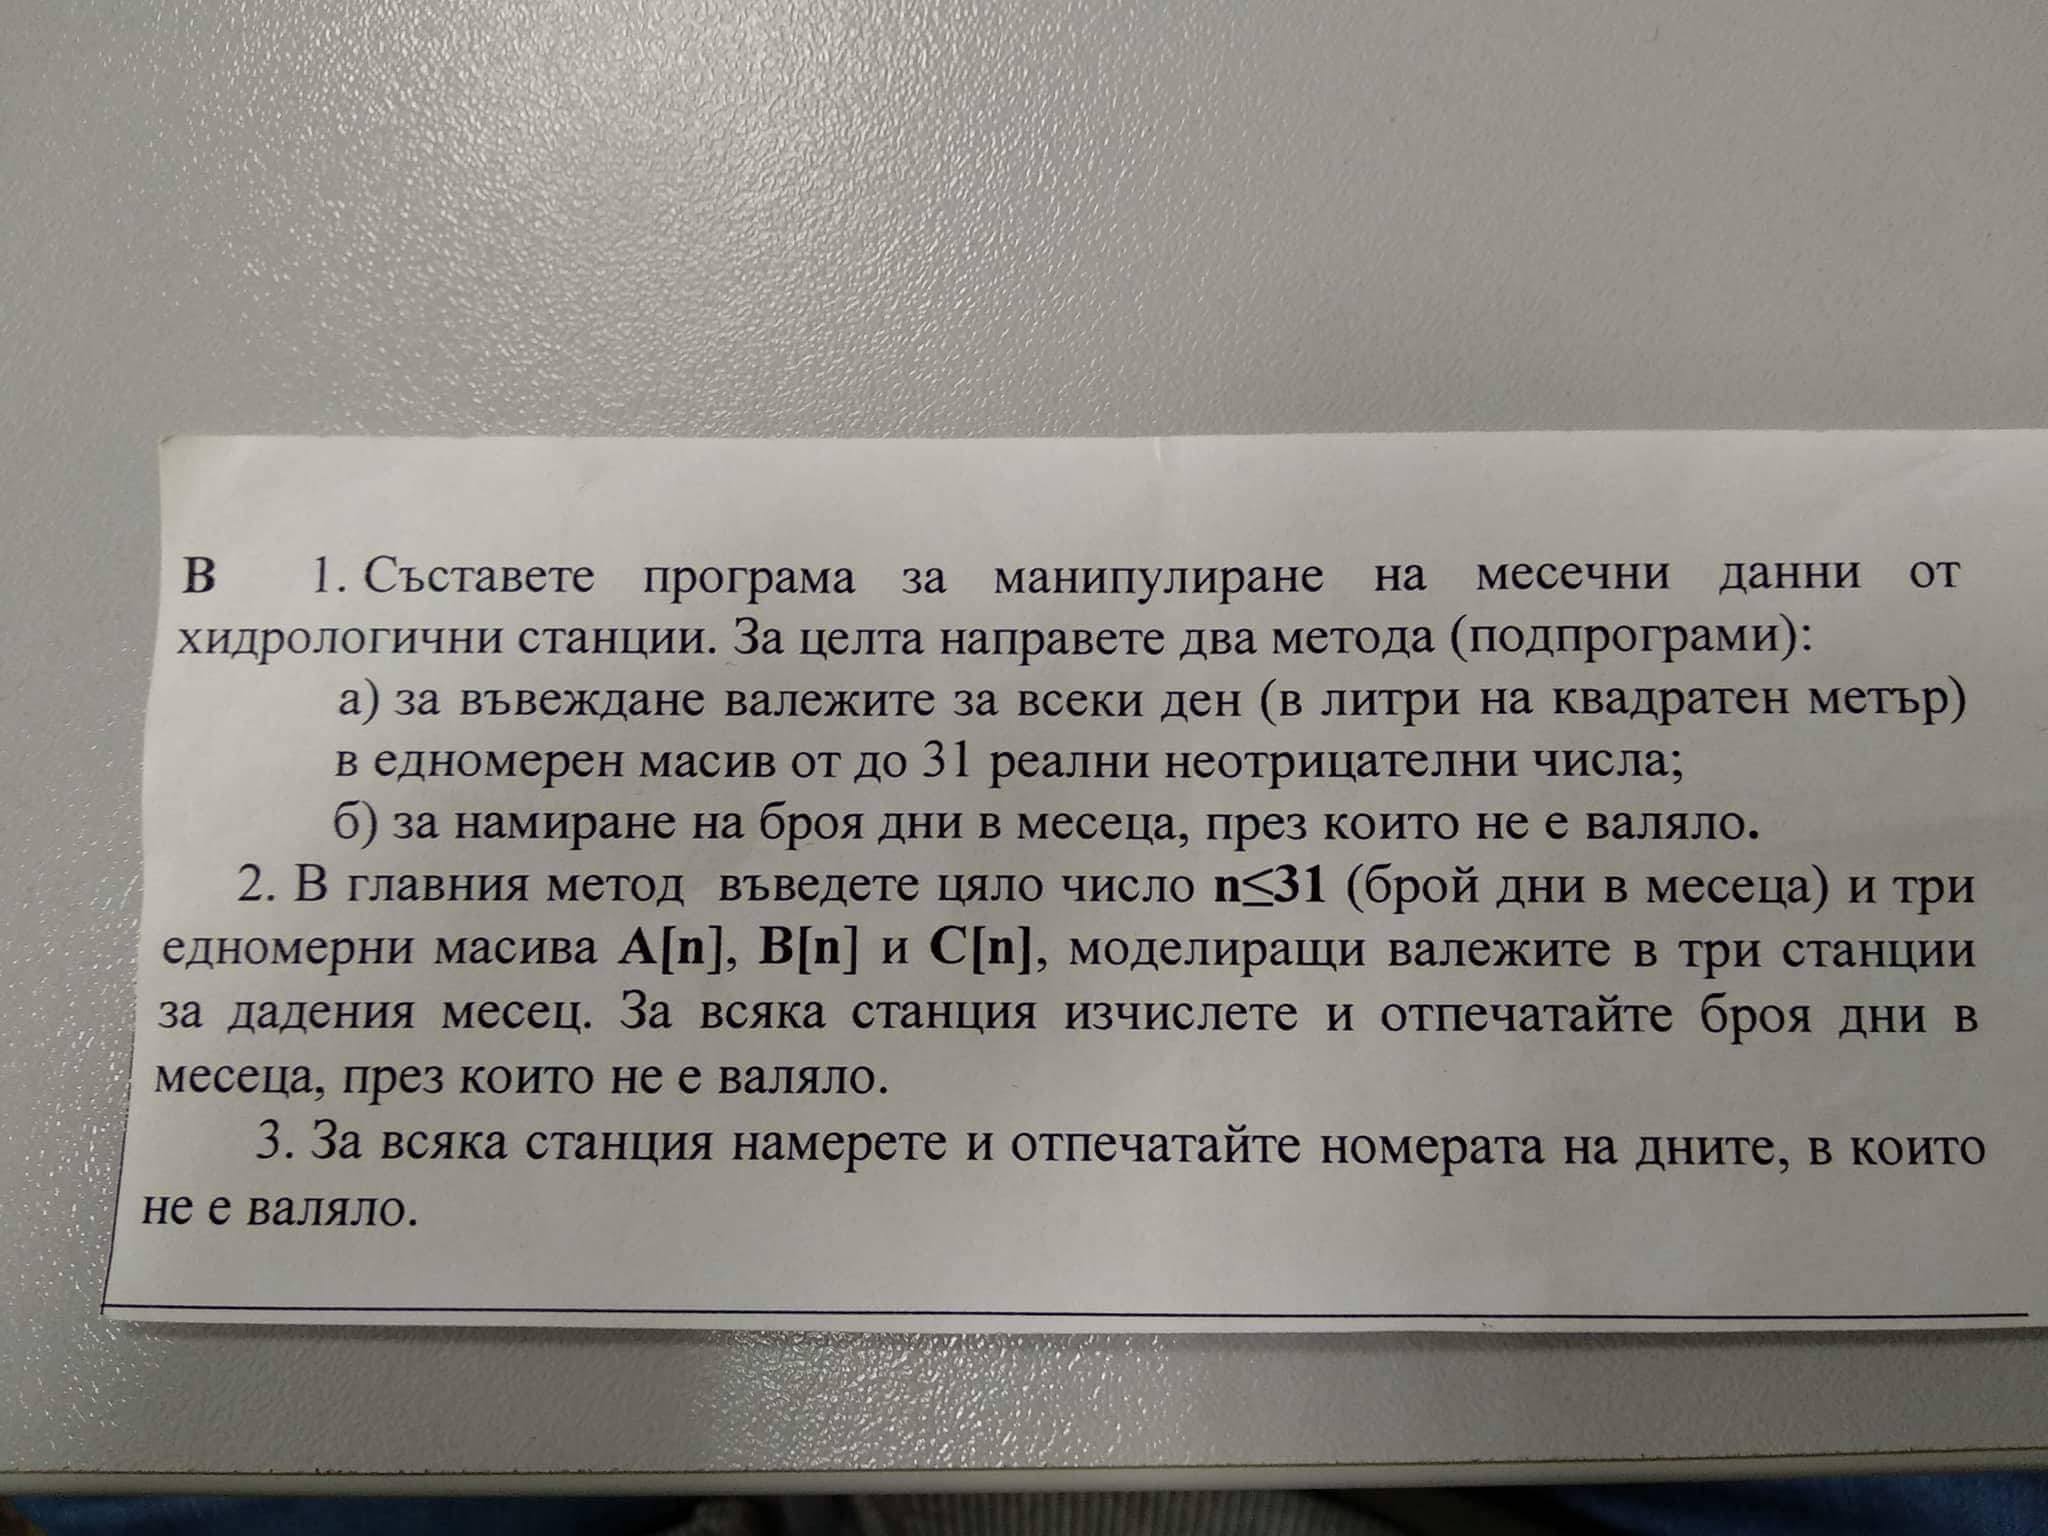 В 1. Съставете програма за манипулиране на месечни данни от
хидрологични станции. За целта направете два метода (подпрограми):
а) за въвеждане валежите за всеки ден (в литри на квадратен метър)
в едномерен масив от до 31 реални неотрицателни числа;
б) за намиране на броя дни в месеца, през които не е валяло.
2. В главния метод въведете цяло число n≤31 (брой дни в месеца) и три
едномерни масива A[n], B[n] и C[n], моделиращи валежите в три станции
за дадения месец. За всяка станция изчислете и отпечатайте броя дни в
месеца, през които не е валяло.
3. За всяка станция намерете и отпечатайте номерата на дните, в които
не е валяло.